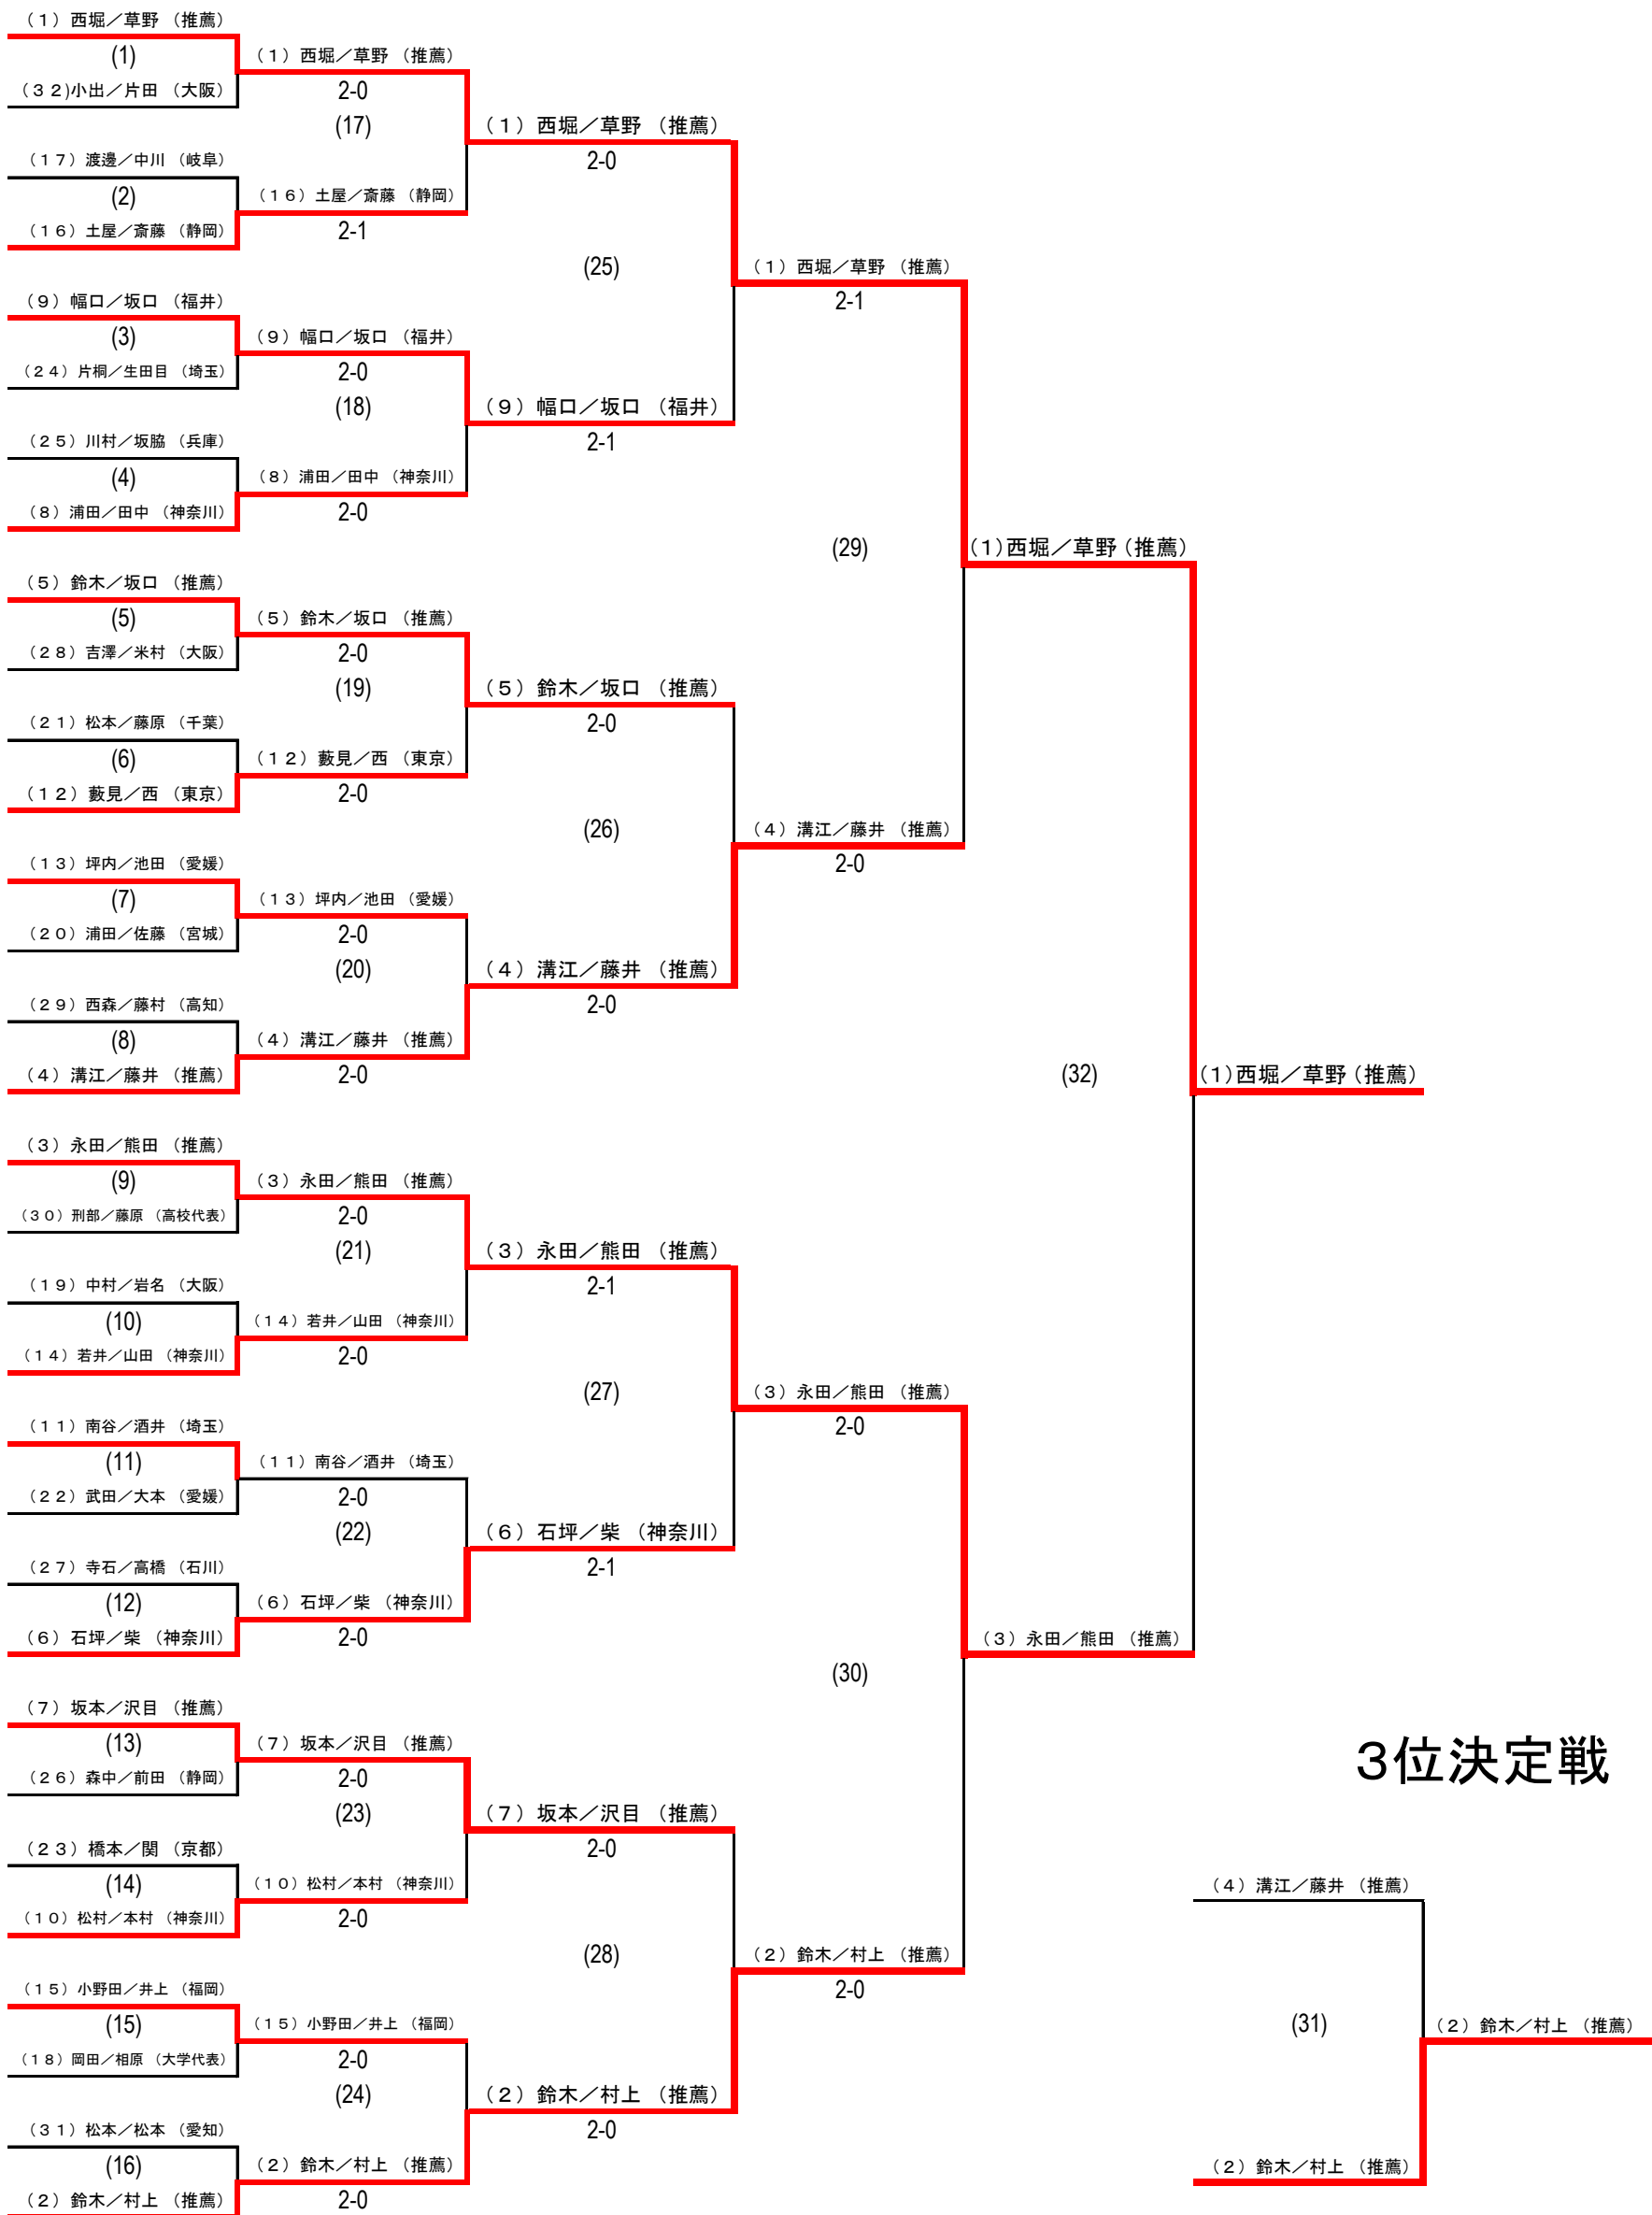 （１）西堀／草野 （推薦）
(1)
（３２)小出／片田 （大阪）
（１７）渡邊／中川 （岐阜）
(2)
（１６）土屋／斎藤 （静岡）
（９）幅口／坂口 （福井）
(3)
（２４）片桐／生田目 （埼玉）
（２５）川村／坂脇 （兵庫）
(4)
（８）浦田／田中 （神奈川）
（５）鈴木／坂口 （推薦）
(5)
（２８）吉澤／米村 （大阪）
（２１）松本／藤原 （千葉）
(6)
（１２）藪見／西 （東京）
（１３）坪内／池田 （愛媛）
(7)
（２０）浦田／佐藤 （宮城）
（２９）西森／藤村 （高知）
(8)
（４）溝江／藤井 （推薦）
（３）永田／熊田 （推薦）
(9)
（３０）刑部／藤原 （高校代表）
（１９）中村／岩名 （大阪）
(10)
（１４）若井／山田 （神奈川）
（１１）南谷／酒井 （埼玉）
(11)
（２２）武田／大本 （愛媛）
（２７）寺石／高橋 （石川）
(12)
（６）石坪／柴 （神奈川）
（７）坂本／沢目 （推薦）
(13)
（２６）森中／前田 （静岡）
（２３）橋本／関 （京都）
(14)
（１０）松村／本村 （神奈川）
（１５）小野田／井上 （福岡）
(15)
（１８）岡田／相原 （大学代表）
（３１）松本／松本 （愛知）
(16)
（２）鈴木／村上 （推薦）
（１）西堀／草野 （推薦）
2-0
(17)
（１６）土屋／斎藤 （静岡）
2-1
（９）幅口／坂口 （福井）
2-0
(18)
（８）浦田／田中 （神奈川）
2-0
（５）鈴木／坂口 （推薦）
2-0
(19)
（１２）藪見／西 （東京）
2-0
（１３）坪内／池田 （愛媛）
2-0
(20)
（４）溝江／藤井 （推薦）
2-0
（３）永田／熊田 （推薦）
2-0
(21)
（１４）若井／山田 （神奈川）
2-0
（１１）南谷／酒井 （埼玉）
2-0
(22)
（６）石坪／柴 （神奈川）
2-0
（７）坂本／沢目 （推薦）
2-0
(23)
（１０）松村／本村 （神奈川）
2-0
（１５）小野田／井上 （福岡）
2-0
(24)
（２）鈴木／村上 （推薦）
2-0
（１）西堀／草野 （推薦）
2-0
(25)
（９）幅口／坂口 （福井）
2-1
（５）鈴木／坂口 （推薦）
2-0
(26)
（４）溝江／藤井 （推薦）
2-0
（３）永田／熊田 （推薦）
2-1
(27)
（６）石坪／柴 （神奈川）
2-1
（７）坂本／沢目 （推薦）
2-0
(28)
（２）鈴木／村上 （推薦）
2-0
（１）西堀／草野 （推薦）
2-1
(29)
（４）溝江／藤井 （推薦）
2-0
（３）永田／熊田 （推薦）
2-0
(30)
（２）鈴木／村上 （推薦）
2-0
（１）西堀／草野（推薦）
(32)
（３）永田／熊田 （推薦）
（１）西堀／草野（推薦）
３位決定戦
（４）溝江／藤井 （推薦）
(31)
（２）鈴木／村上 （推薦）
（２）鈴木／村上 （推薦）